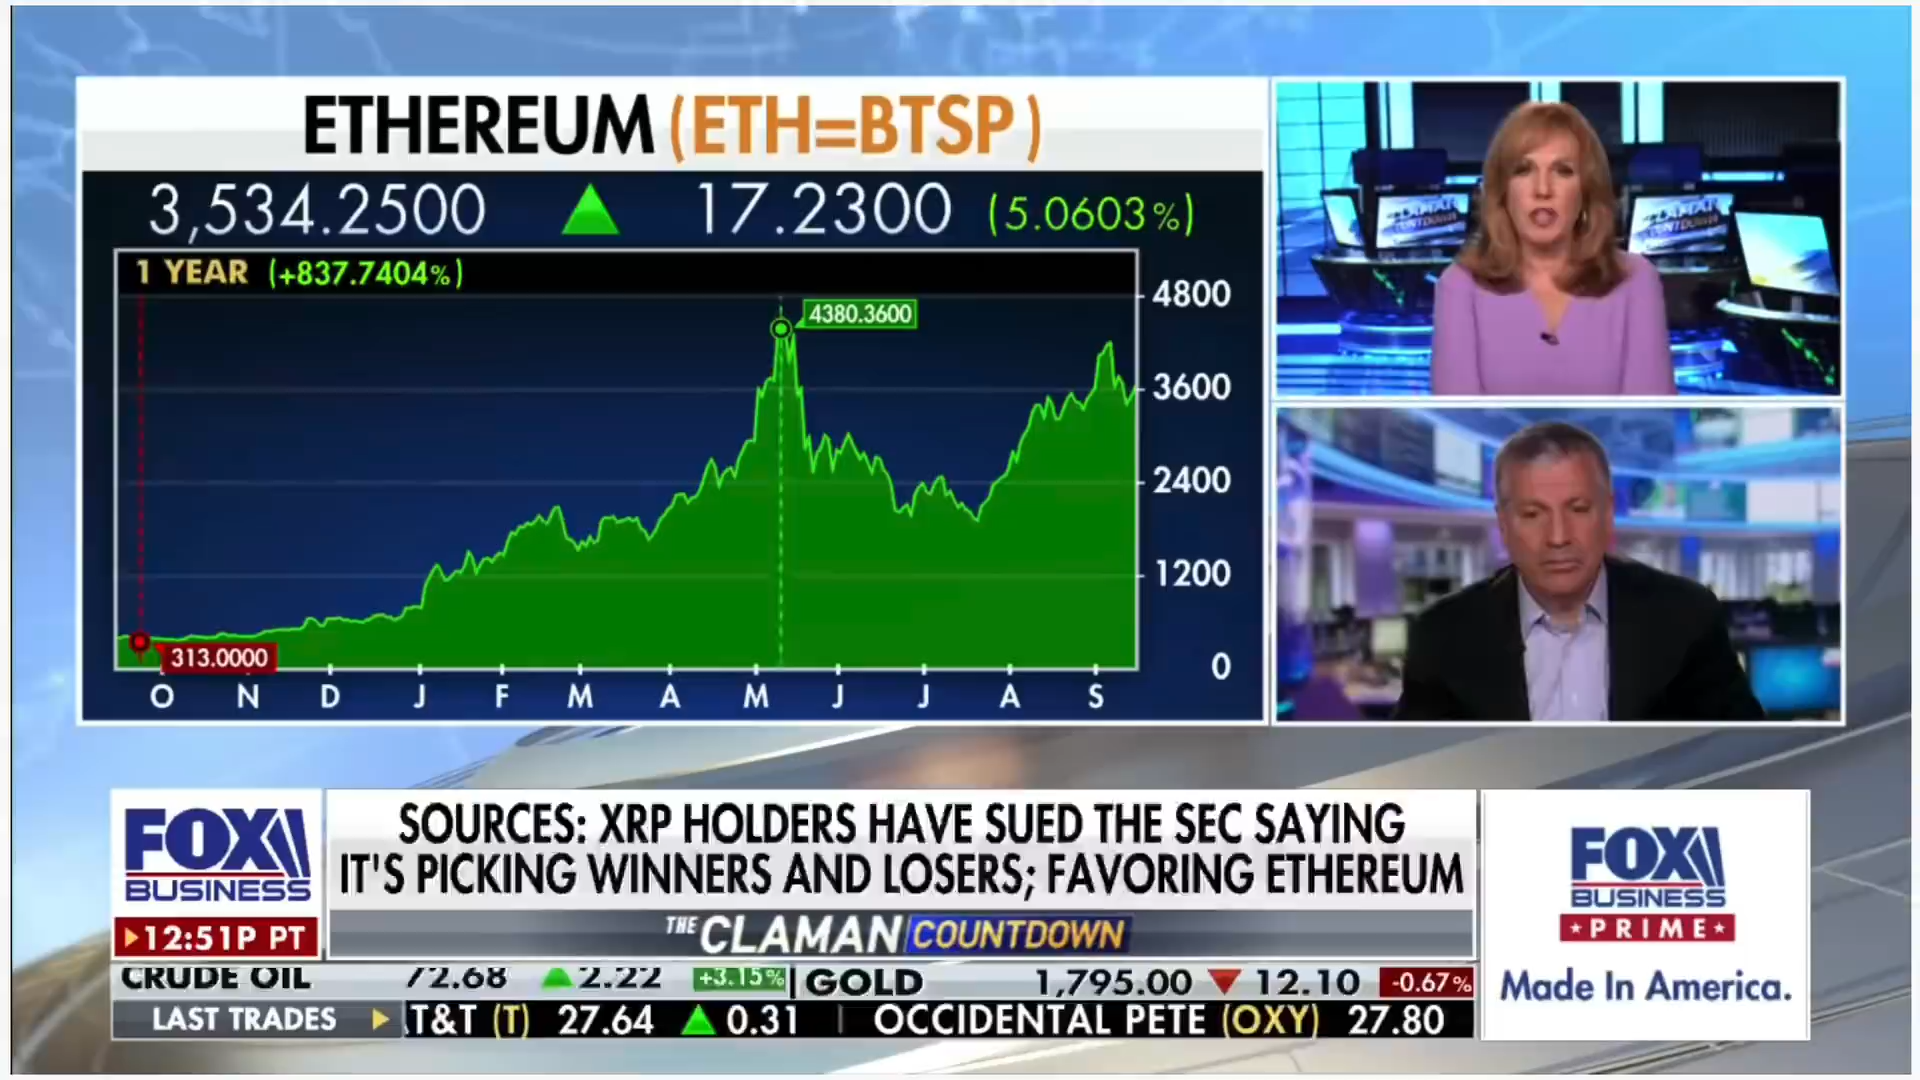 ETHEREUM (ETH=BTSP)
3,534.2500 ▲ 17.2300 (5.0603%)
1 YEAR (+837.7404%)
4380.3600
313.0000
4800
3600
2400
1200
0
O N D J F M A M J J A S
SOURCES: XRP HOLDERS HAVE SUED THE SEC SAYING
IT'S PICKING WINNERS AND LOSERS; FAVORING ETHEREUM
THE CLAMAN COUNTDOWN
FOX
BUSINESS
12:51P PT
FOX
BUSINESS
★PRIME★
Made In America.
CRUDE OIL 72.68 ▲ 2.22 +3.15% GOLD 1,795.00 ▼ 12.10 -0.67%
LAST TRADES T&T (T) 27.64 ▲ 0.31 | OCCIDENTAL PETE (OXY) 27.80